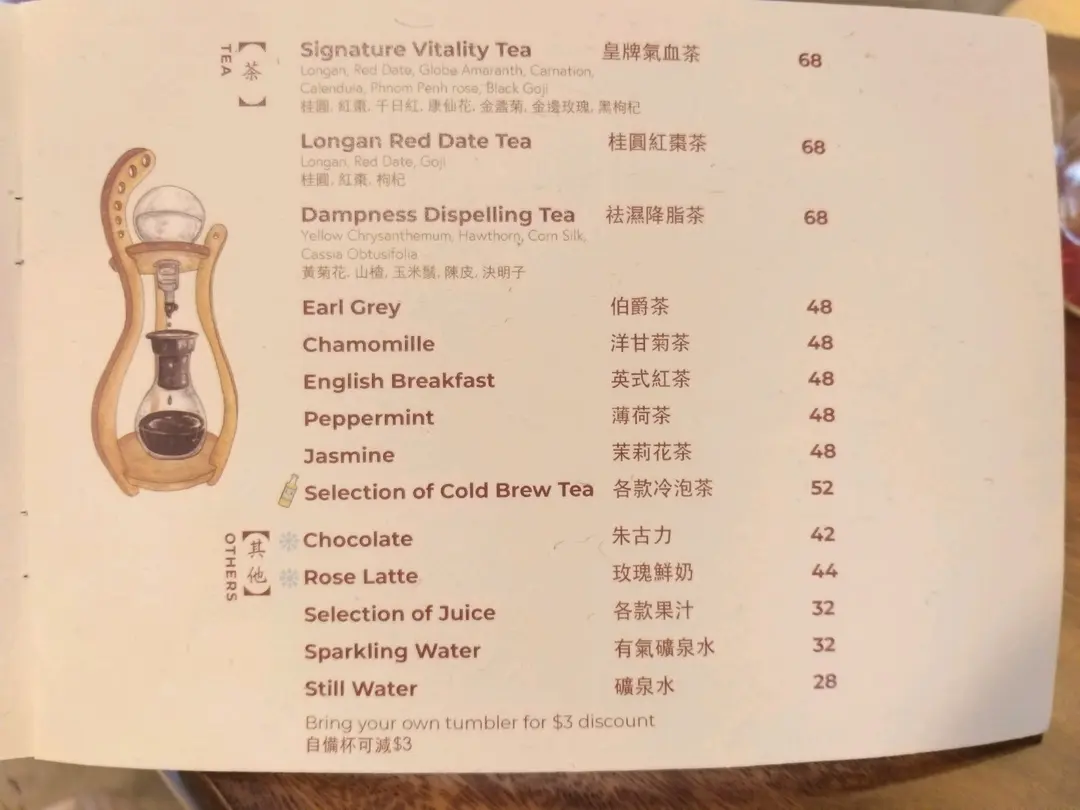 【茶】
TEA
Signature Vitality Tea 皇牌氣血茶 68
Longan, Red Date, Globe Amaranth, Carnation,
Calendula, Phnom Penh rose, Black Goji
桂圓, 紅棗, 千日紅, 康仙花, 金盞菊, 金邊玫瑰, 黑枸杞
Longan Red Date Tea 桂圓紅棗茶 68
Longan, Red Date, Goji
桂圓, 紅棗, 枸杞
Dampness Dispelling Tea 祛濕降脂茶 68
Yellow Chrysanthemum, Hawthorn, Corn Silk,
Cassia Obtusifolia
黃菊花, 山楂, 玉米鬚, 陳皮, 決明子
Earl Grey 伯爵茶 48
Chamomille 洋甘菊茶 48
English Breakfast 英式紅茶 48
Peppermint 薄荷茶 48
Jasmine 茉莉花茶 48
Selection of Cold Brew Tea 各款冷泡茶 52
【其他】
OTHERS
Chocolate 朱古力 42
Rose Latte 玫瑰鮮奶 44
Selection of Juice 各款果汁 32
Sparkling Water 有氣礦泉水 32
Still Water 礦泉水 28
Bring your own tumbler for $3 discount
自備杯可減$3